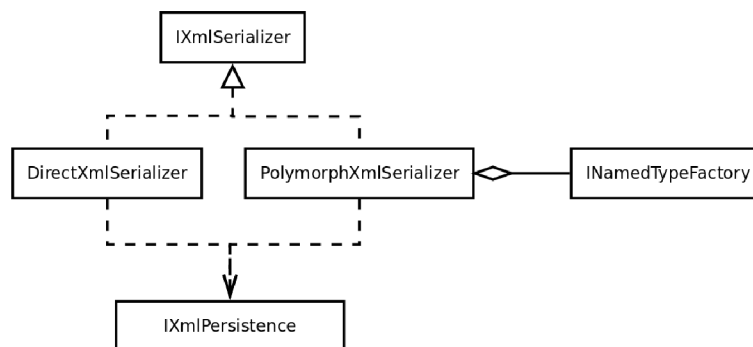 IXmlSerializer
DirectXmlSerializer
PolymorphXmlSerializer
INamedTypeFactory
IXmlPersistence